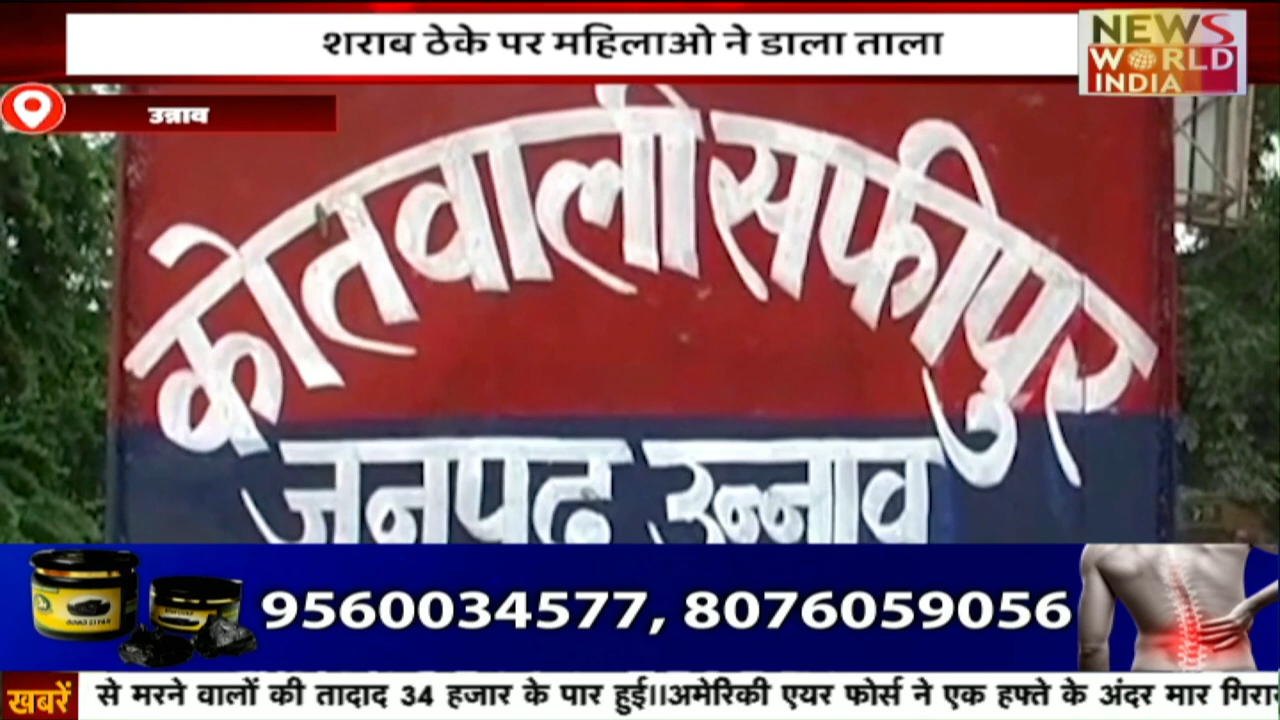 शराब ठेके पर महिलाओ ने डाला ताला
NEWS
WORLD
INDIA
उन्नाव
कोतवाली सफीपुर
जनपद उन्नाव
9560034577, 8076059056
खबरें
से मरने वालों की तादाद 34 हजार के पार हुई।।अमेरिकी एयर फोर्स ने एक हफ्ते के अंदर मार